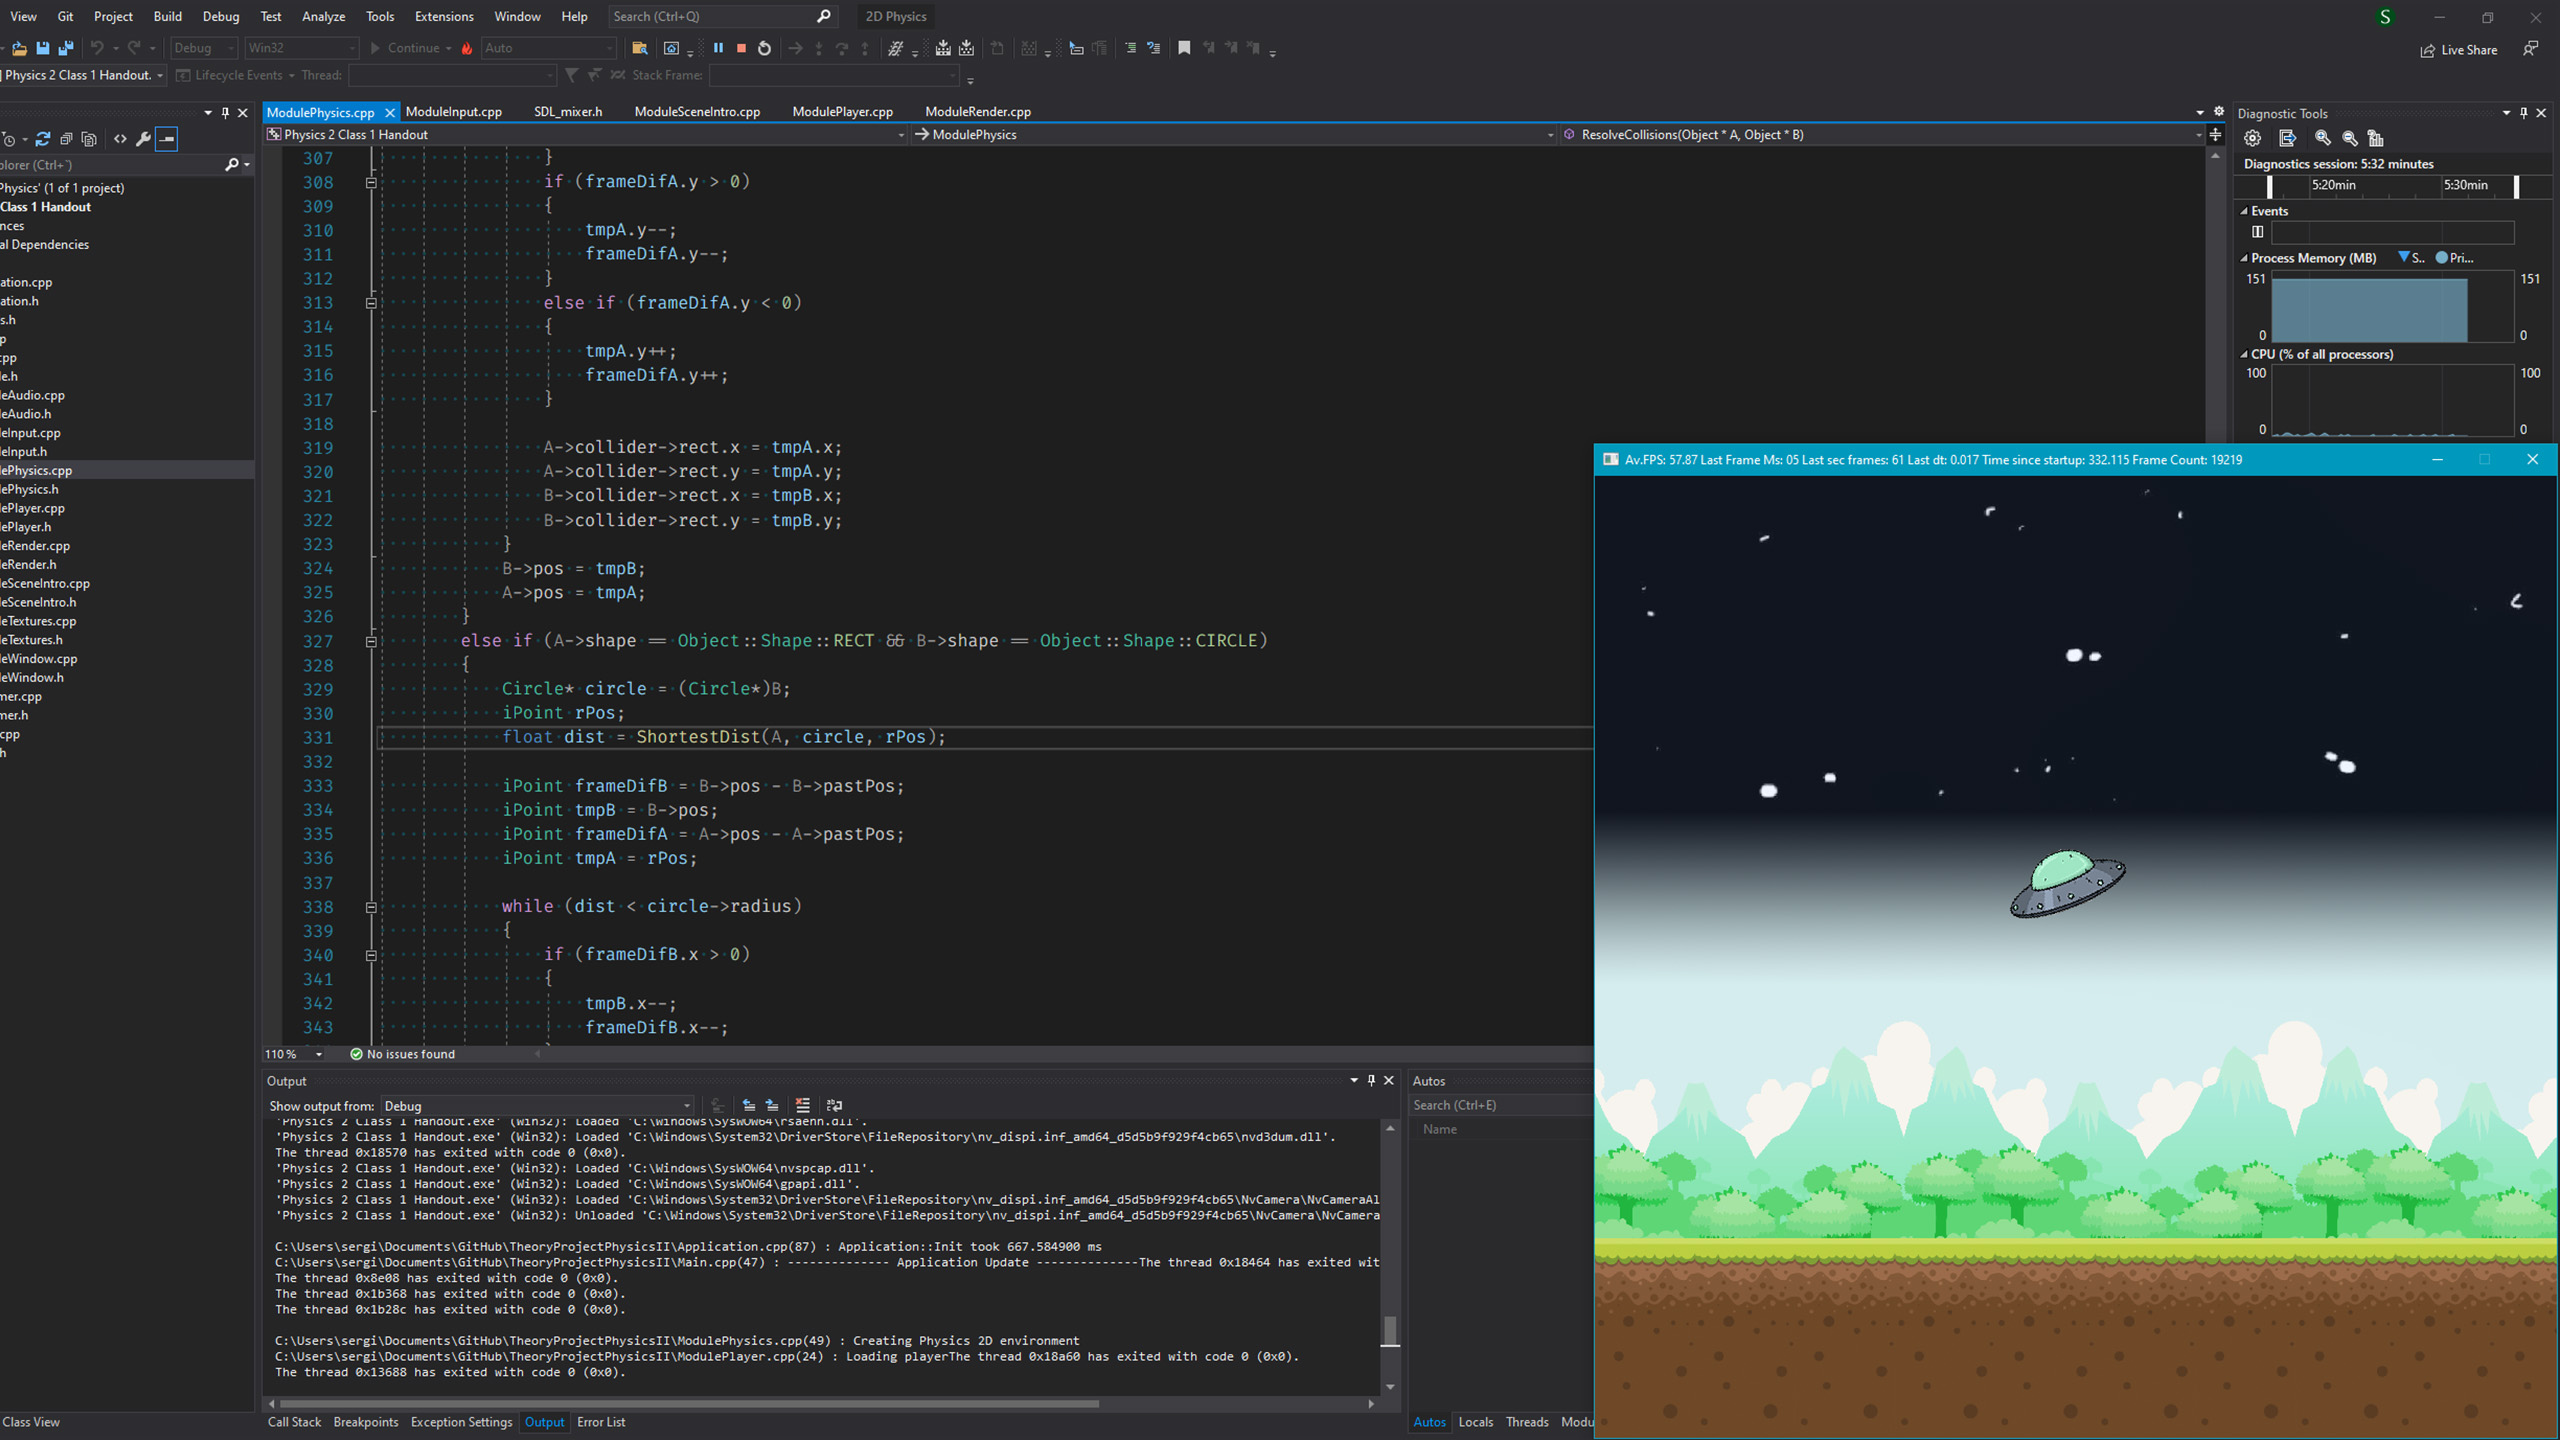 View Git Project Build Debug Test Analyze Tools Extensions Window Help Search (Ctrl+Q) 2D Physics S
Debug Win32 Continue Auto Live Share
Physics 2 Class 1 Handout. Lifecycle Events Thread: Stack Frame:
ModulePhysics.cpp ModuleInput.cpp SDL_mixer.h ModuleSceneIntro.cpp ModulePlayer.cpp ModuleRender.cpp
Physics 2 Class 1 Handout ModulePhysics ResolveCollisions(Object * A, Object * B)
plorer (Ctrl+¨)
Physics' (1 of 1 project)
Class 1 Handout
nces
al Dependencies
ation.cpp
ation.h
s.h
p
cpp
le.h
leAudio.cpp
leAudio.h
leInput.cpp
leInput.h
lePhysics.cpp
lePhysics.h
lePlayer.cpp
lePlayer.h
leRender.cpp
leRender.h
leSceneIntro.cpp
leSceneIntro.h
leTextures.cpp
leTextures.h
leWindow.cpp
leWindow.h
mer.cpp
mer.h
cpp
h
Class View
307 }
308 if (frameDifA.y > 0)
309 {
310 tmpA.y--;
311 frameDifA.y--;
312 }
313 else if (frameDifA.y < 0)
314 {
315 tmpA.y++;
316 frameDifA.y++;
317 }
318
319 A->collider->rect.x = tmpA.x;
320 A->collider->rect.y = tmpA.y;
321 B->collider->rect.x = tmpB.x;
322 B->collider->rect.y = tmpB.y;
323 }
324 B->pos = tmpB;
325 A->pos = tmpA;
326 }
327 else if (A->shape == Object::Shape::RECT && B->shape == Object::Shape::CIRCLE)
328 {
329 Circle* circle = (Circle*)B;
330 iPoint rPos;
331 float dist = ShortestDist(A, circle, rPos);
332
333 iPoint frameDifB = B->pos - B->pastPos;
334 iPoint tmpB = B->pos;
335 iPoint frameDifA = A->pos - A->pastPos;
336 iPoint tmpA = rPos;
337
338 while (dist < circle->radius)
339 {
340 if (frameDifB.x > 0)
341 {
342 tmpB.x--;
343 frameDifB.x--;
110 % No issues found
Output
Show output from: Debug
'Physics 2 Class 1 Handout.exe' (Win32): Loaded 'C:\Windows\SysWOW64\rsaenh.dll'.
'Physics 2 Class 1 Handout.exe' (Win32): Loaded 'C:\Windows\System32\DriverStore\FileRepository\nv_dispi.inf_amd64_d5d5b9f929f4cb65\nvd3dum.dll'.
The thread 0x18570 has exited with code 0 (0x0).
'Physics 2 Class 1 Handout.exe' (Win32): Loaded 'C:\Windows\SysWOW64\nvspcap.dll'.
'Physics 2 Class 1 Handout.exe' (Win32): Loaded 'C:\Windows\SysWOW64\gpapi.dll'.
'Physics 2 Class 1 Handout.exe' (Win32): Loaded 'C:\Windows\System32\DriverStore\FileRepository\nv_dispi.inf_amd64_d5d5b9f929f4cb65\NvCamera\NvCameraAl
'Physics 2 Class 1 Handout.exe' (Win32): Unloaded 'C:\Windows\System32\DriverStore\FileRepository\nv_dispi.inf_amd64_d5d5b9f929f4cb65\NvCamera\NvCamera
C:\Users\sergi\Documents\GitHub\TheoryProjectPhysicsII\Application.cpp(87) : Application::Init took 667.584900 ms
C:\Users\sergi\Documents\GitHub\TheoryProjectPhysicsII\Main.cpp(47) : -------------- Application Update --------------The thread 0x18464 has exited wit
The thread 0x8e08 has exited with code 0 (0x0).
The thread 0x1b368 has exited with code 0 (0x0).
The thread 0x1b28c has exited with code 0 (0x0).
C:\Users\sergi\Documents\GitHub\TheoryProjectPhysicsII\ModulePhysics.cpp(49) : Creating Physics 2D environment
C:\Users\sergi\Documents\GitHub\TheoryProjectPhysicsII\ModulePlayer.cpp(24) : Loading playerThe thread 0x18a60 has exited with code 0 (0x0).
The thread 0x13688 has exited with code 0 (0x0).
Call Stack Breakpoints Exception Settings Output Error List
Autos
Search (Ctrl+E)
Name
Autos Locals Threads Modu
Diagnostic Tools
Diagnostics session: 5:32 minutes
5:20min 5:30min
Events
Process Memory (MB) S.. Pri...
151 151
0 0
CPU (% of all processors)
100 100
0 0
Av.FPS: 57.87 Last Frame Ms: 05 Last sec frames: 61 Last dt: 0.017 Time since startup: 332.115 Frame Count: 19219